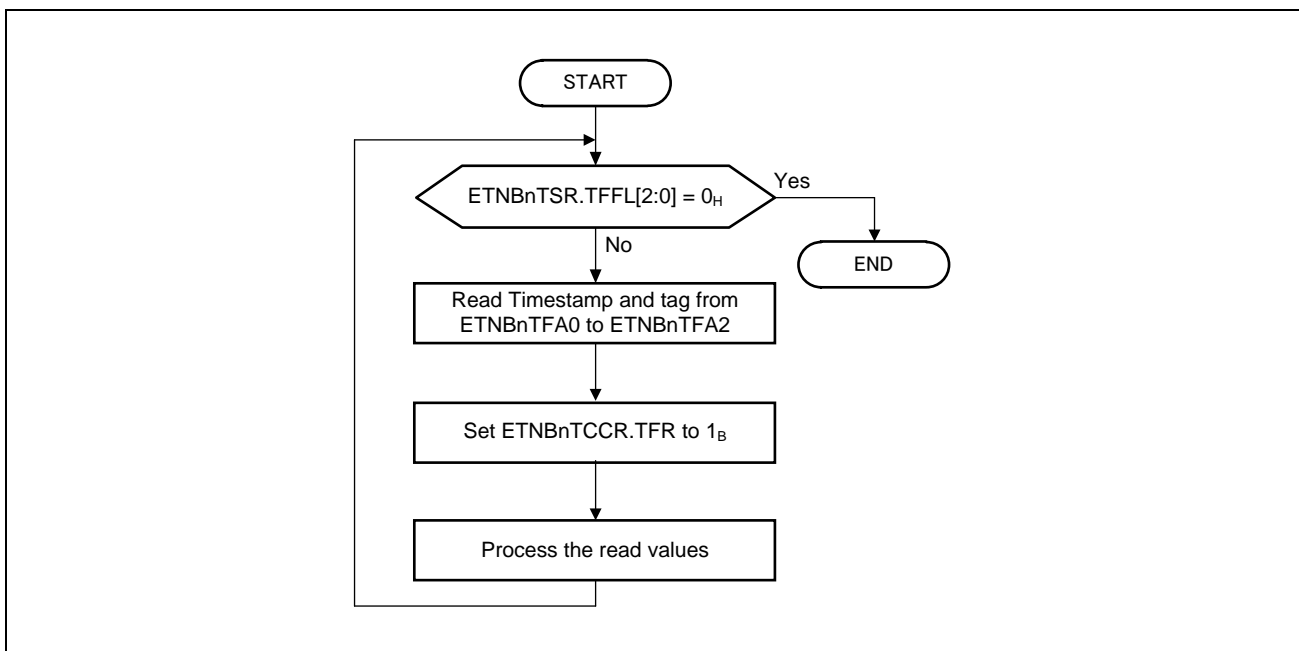 START
ETNBnTSR.TFFL[2:0] = 0H
Yes
No
END
Read Timestamp and tag from
ETNBnTFA0 to ETNBnTFA2
Set ETNBnTCCR.TFR to 1B
Process the read values